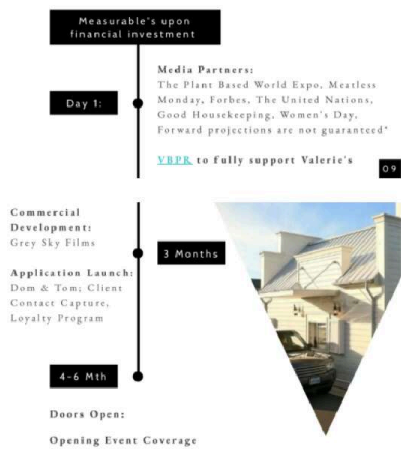 Measurable's upon
financial investment
Media Partners:
The Plant Based World Expo, Meatless
Monday, Forbes, The United Nations,
Good Housekeeping, Women's Day,
Forward projections are not guaranteed*
Day 1:
VBPR to fully support Valerie's
09
Commercial
Development:
Grey Sky Films
3 Months
Application Launch:
Dom & Tom; Client
Contact Capture,
Loyalty Program
4-6 Mth
Doors Open:
Opening Event Coverage